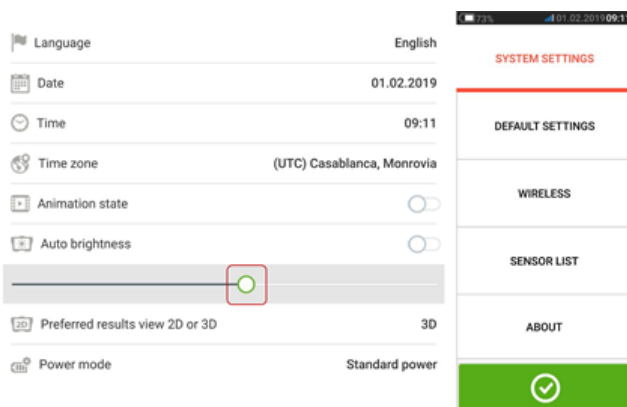 Language English
Date 01.02.2019
Time 09:11
Time zone (UTC) Casablanca, Monrovia
Animation state
Auto brightness
Preferred results view 2D or 3D 3D
Power mode Standard power
73% 01.02.2019 09:11
SYSTEM SETTINGS
DEFAULT SETTINGS
WIRELESS
SENSOR LIST
ABOUT